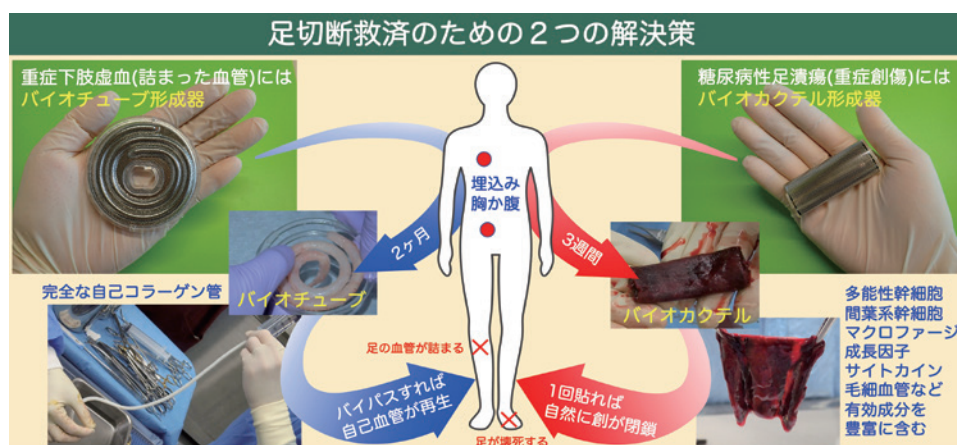 足切断救済のための２つの解決策
重症下肢虚血(詰まった血管)には
バイオチューブ形成器
糖尿病性足潰瘍(重症創傷)には
バイオカクテル形成器
埋込み
胸か腹
2ヶ月
3週間
バイオチューブ
バイオカクテル
完全な自己コラーゲン管
足の血管が詰まる
バイパスすれば
自己血管が再生
1回貼れば
自然に創が閉鎖
足が壊死する
多能性幹細胞
間葉系幹細胞
マクロファージ
成長因子
サイトカイン
毛細血管など
有効成分を
豊富に含む